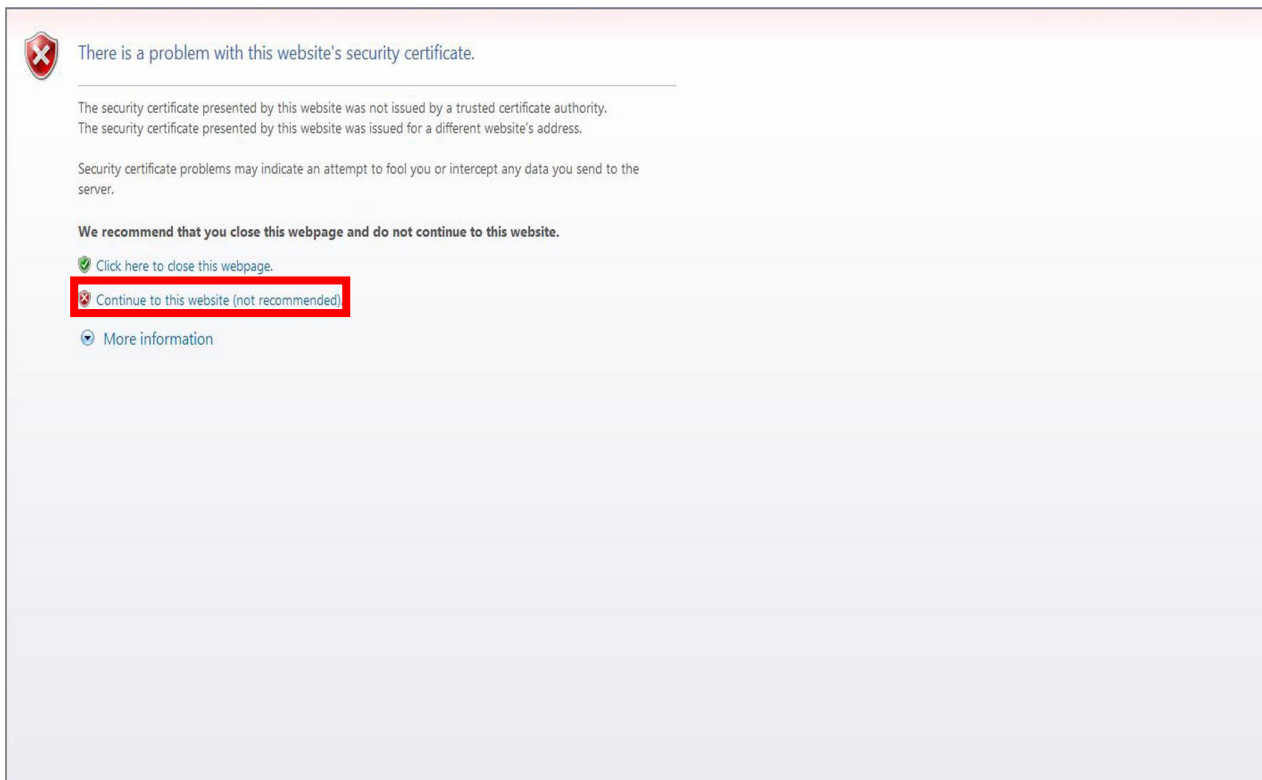 There is a problem with this website's security certificate.
The security certificate presented by this website was not issued by a trusted certificate authority.
The security certificate presented by this website was issued for a different website's address.
Security certificate problems may indicate an attempt to fool you or intercept any data you send to the
server.
We recommend that you close this webpage and do not continue to this website.
Click here to close this webpage.
Continue to this website (not recommended).
More information